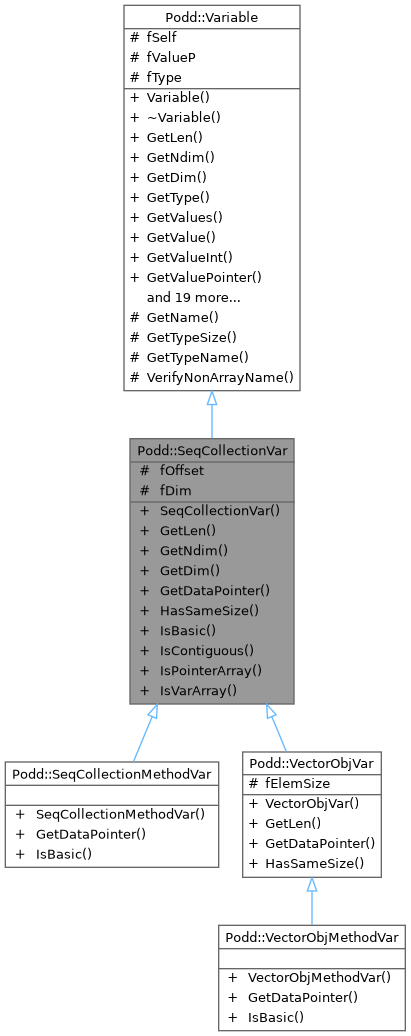 Podd::Variable
# fSelf
# fValueP
# fType
+ Variable()
+ ~Variable()
+ GetLen()
+ GetNdim()
+ GetDim()
+ GetType()
+ GetValues()
+ GetValue()
+ GetValueInt()
+ GetValuePointer()
and 19 more...
# GetName()
# GetTypeSize()
# GetTypeName()
# VerifyNonArrayName()
Podd::SeqCollectionVar
# fOffset
# fDim
+ SeqCollectionVar()
+ GetLen()
+ GetNdim()
+ GetDim()
+ GetDataPointer()
+ HasSameSize()
+ IsBasic()
+ IsContiguous()
+ IsPointerArray()
+ IsVarArray()
Podd::SeqCollectionMethodVar
+ SeqCollectionMethodVar()
+ GetDataPointer()
+ IsBasic()
Podd::VectorObjVar
# fElemSize
+ VectorObjVar()
+ GetLen()
+ GetDataPointer()
+ HasSameSize()
Podd::VectorObjMethodVar
+ VectorObjMethodVar()
+ GetDataPointer()
+ IsBasic()